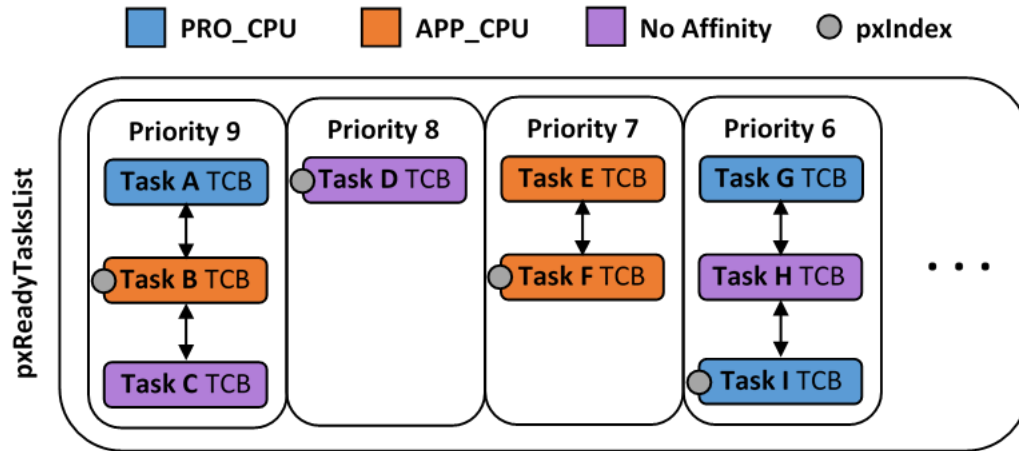 PRO_CPU
APP_CPU
No Affinity
pxIndex
pxReadyTasksList
Priority 9
Task A TCB
Task B TCB
Task C TCB
Priority 8
Task D TCB
Priority 7
Task E TCB
Task F TCB
Priority 6
Task G TCB
Task H TCB
Task I TCB
. . .